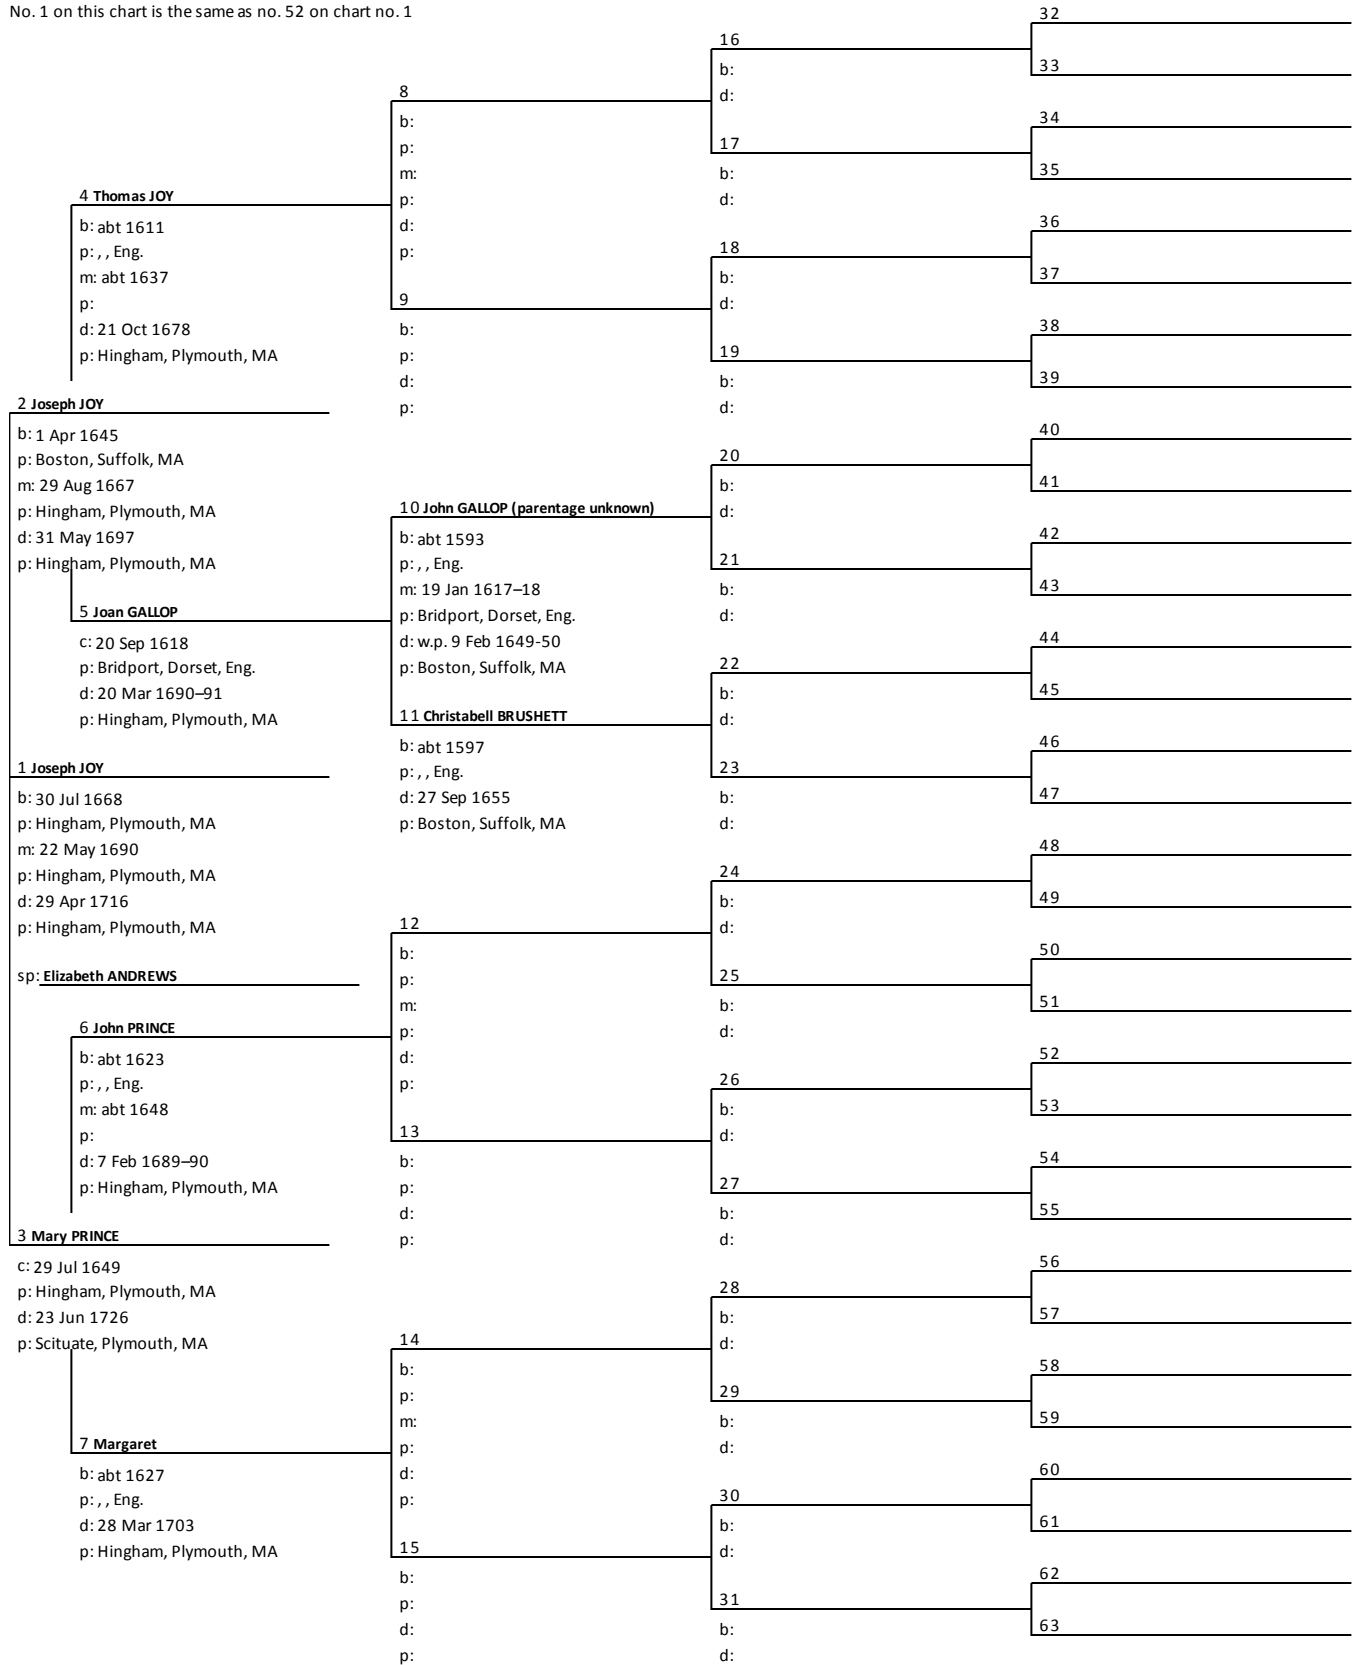 No. 1 on this chart is the same as no. 52 on chart no. 1
4 Thomas JOY
b: abt 1611
p: , , Eng.
m: abt 1637
p:
d: 21 Oct 1678
p: Hingham, Plymouth, MA
2 Joseph JOY
b: 1 Apr 1645
p: Boston, Suffolk, MA
m: 29 Aug 1667
p: Hingham, Plymouth, MA
d: 31 May 1697
p: Hingham, Plymouth, MA
5 Joan GALLOP
c: 20 Sep 1618
p: Bridport, Dorset, Eng.
d: 20 Mar 1690–91
p: Hingham, Plymouth, MA
1 Joseph JOY
b: 30 Jul 1668
p: Hingham, Plymouth, MA
m: 22 May 1690
p: Hingham, Plymouth, MA
d: 29 Apr 1716
p: Hingham, Plymouth, MA
sp: Elizabeth ANDREWS
6 John PRINCE
b: abt 1623
p: , , Eng.
m: abt 1648
p:
d: 7 Feb 1689–90
p: Hingham, Plymouth, MA
3 Mary PRINCE
c: 29 Jul 1649
p: Hingham, Plymouth, MA
d: 23 Jun 1726
p: Scituate, Plymouth, MA
7 Margaret
b: abt 1627
p: , , Eng.
d: 28 Mar 1703
p: Hingham, Plymouth, MA
8
b:
p:
m:
p:
d:
p:
9
b:
p:
d:
p:
10 John GALLOP (parentage unknown)
b: abt 1593
p: , , Eng.
m: 19 Jan 1617–18
p: Bridport, Dorset, Eng.
d: w.p. 9 Feb 1649-50
p: Boston, Suffolk, MA
11 Christabell BRUSHETT
b: abt 1597
p: , , Eng.
d: 27 Sep 1655
p: Boston, Suffolk, MA
12
b:
p:
m:
p:
d:
p:
13
b:
p:
d:
p:
14
b:
p:
m:
p:
d:
p:
15
b:
p:
d:
p:
16
b:
d:
17
b:
d:
18
b:
d:
19
b:
d:
20
b:
d:
21
b:
d:
22
b:
d:
23
b:
d:
24
b:
d:
25
b:
d:
26
b:
d:
27
b:
d:
28
b:
d:
29
b:
d:
30
b:
d:
31
b:
d:
32
33
34
35
36
37
38
39
40
41
42
43
44
45
46
47
48
49
50
51
52
53
54
55
56
57
58
59
60
61
62
63